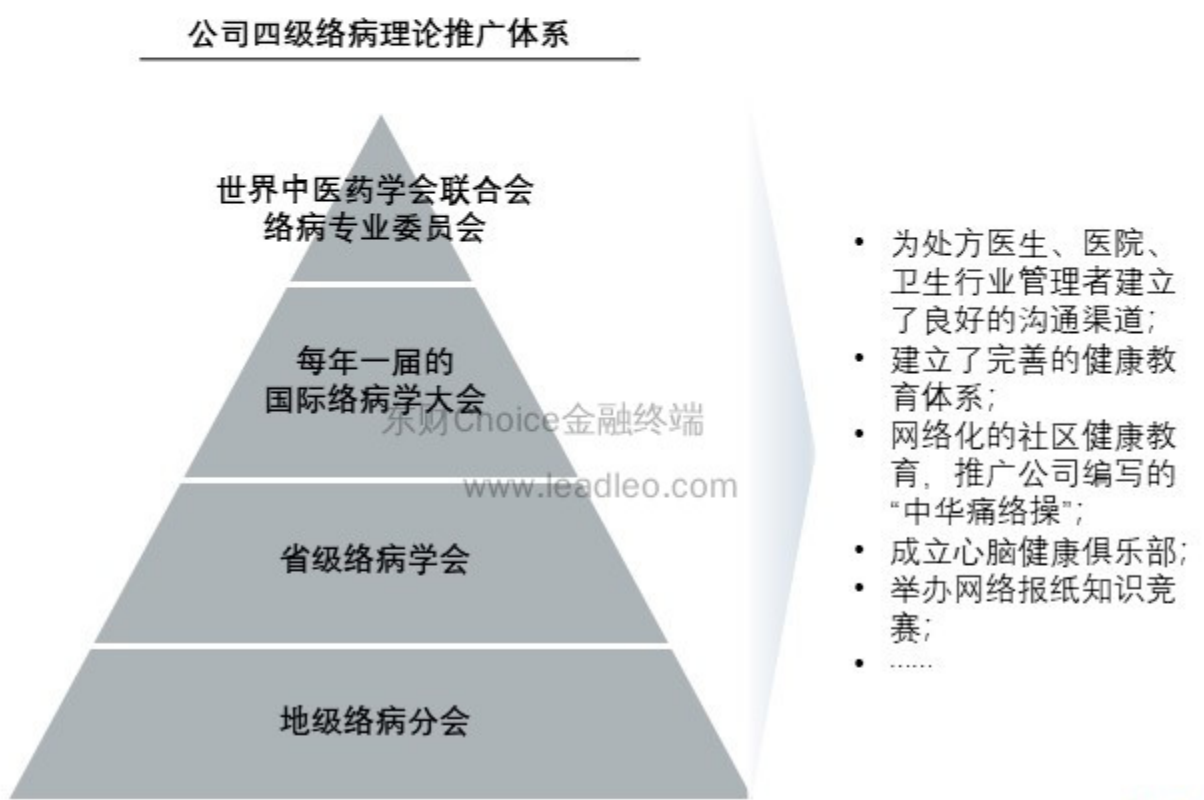 公司四级络病理论推广体系
世界中医药学会联合会
络病专业委员会
每年一届的
国际络病学大会
东财Choice金融终端
www.leadleo.com
省级络病学会
地级络病分会
• 为处方医生、医院、
卫生行业管理者建立
了良好的沟通渠道;
• 建立了完善的健康教
育体系;
• 网络化的社区健康教
育，推广公司编写的
“中华痛络操”;
• 成立心脑健康俱乐部;
• 举办网络报纸知识竞
赛;
• ……